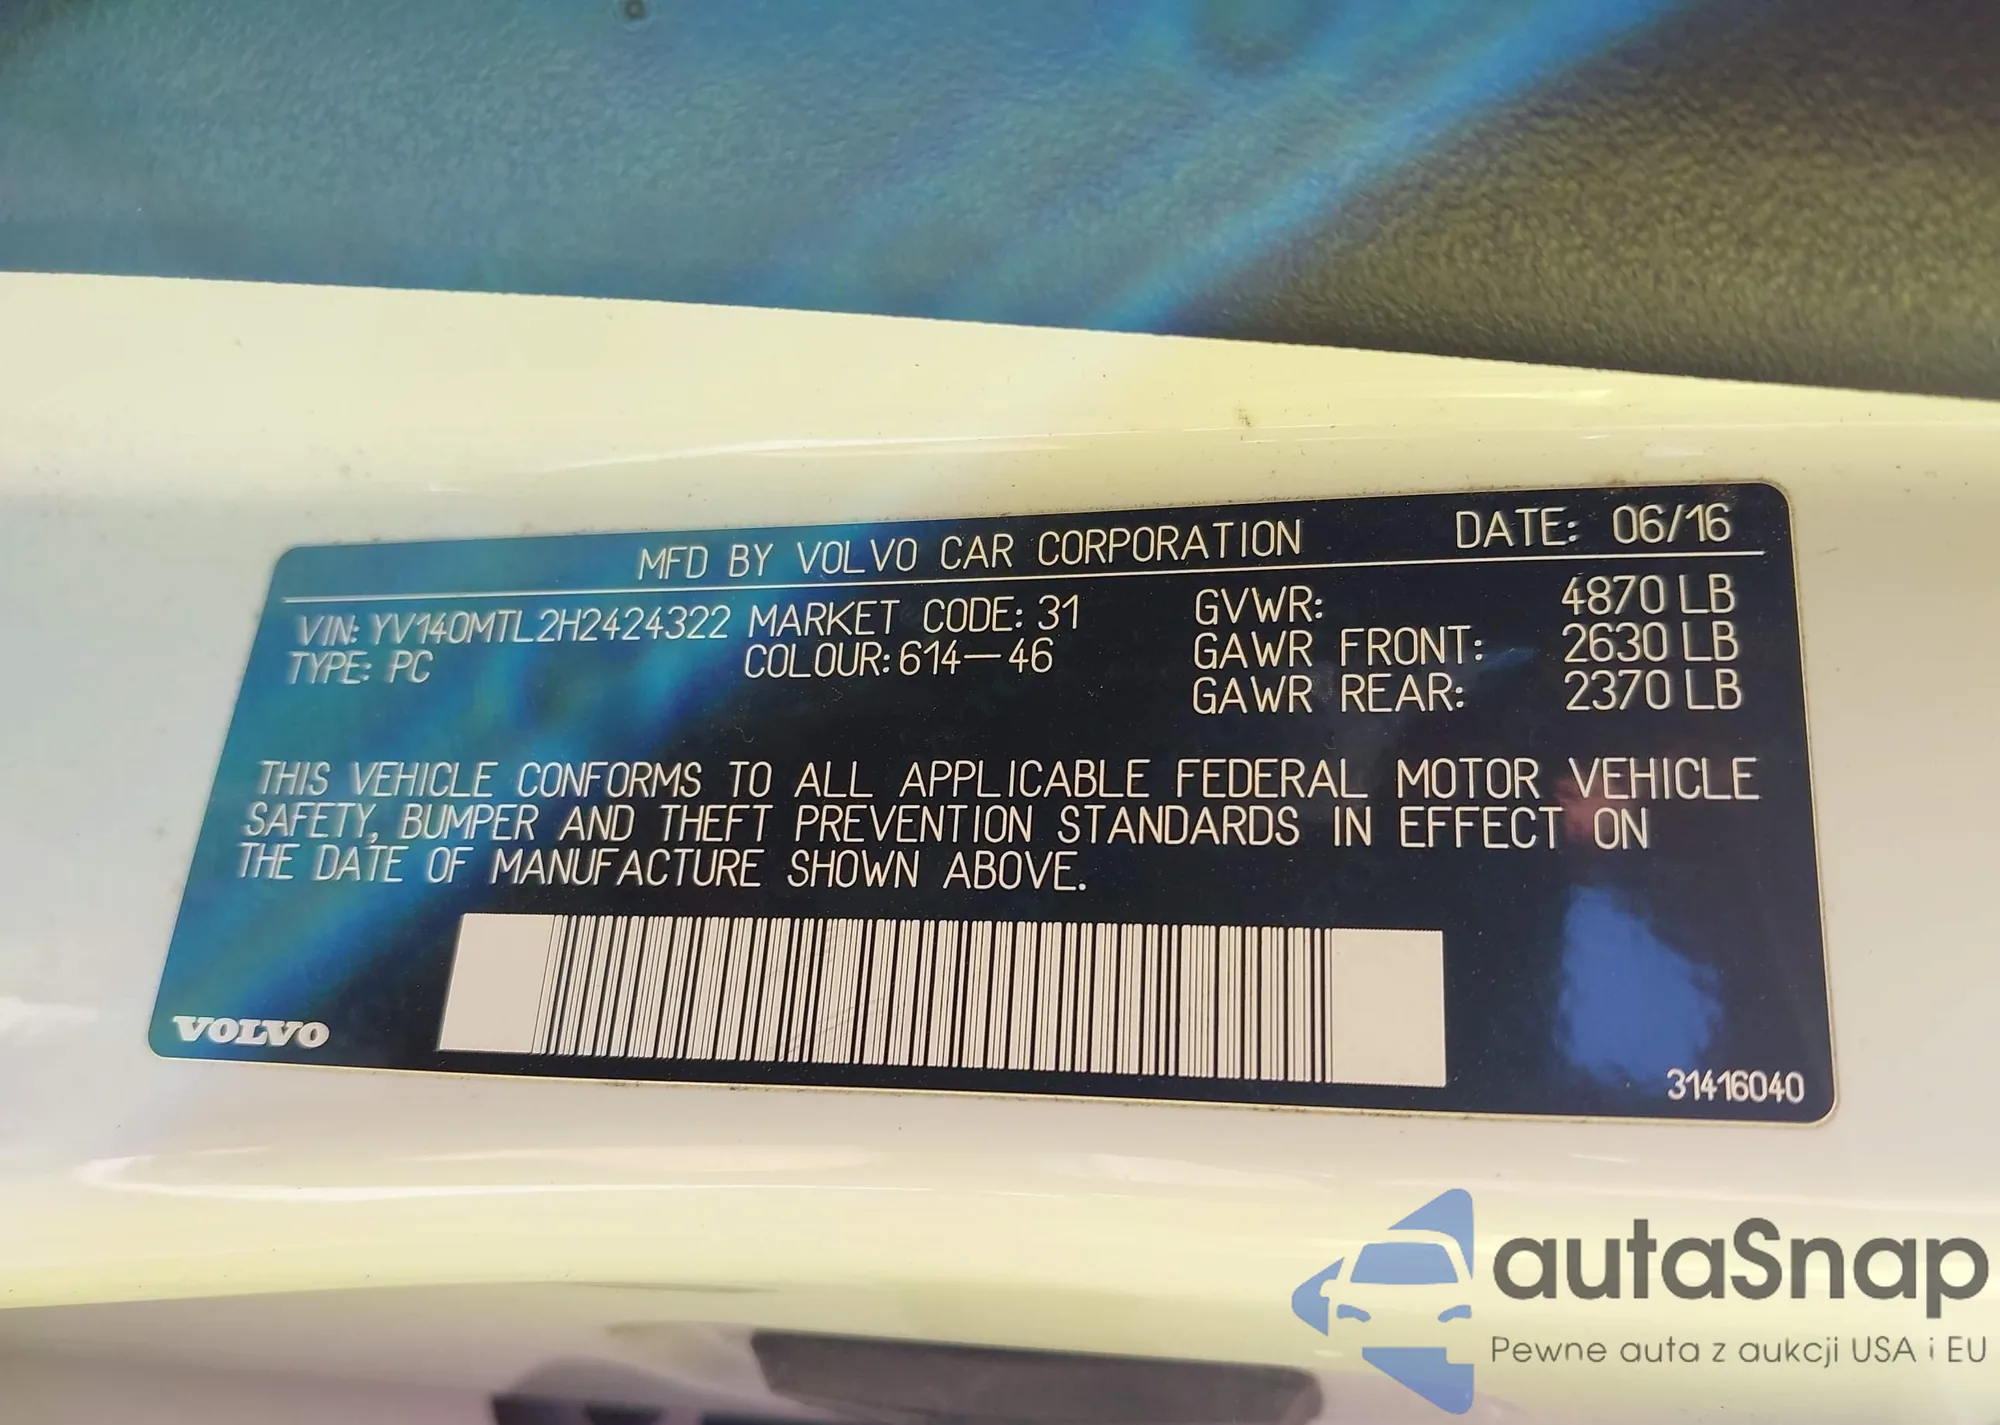 MFD BY VOLVO CAR CORPORATION DATE: 06/16
VIN: YV140MTL2H2424322 MARKET CODE: 31 GVWR: 4870 LB
TYPE: PC COLOUR: 614-46 GAWR FRONT: 2630 LB
GAWR REAR: 2370 LB
THIS VEHICLE CONFORMS TO ALL APPLICABLE FEDERAL MOTOR VEHICLE
SAFETY, BUMPER AND THEFT PREVENTION STANDARDS IN EFFECT ON
THE DATE OF MANUFACTURE SHOWN ABOVE.
VOLVO
31416040
autaSnap
Pewne auta z aukcji USA i EU